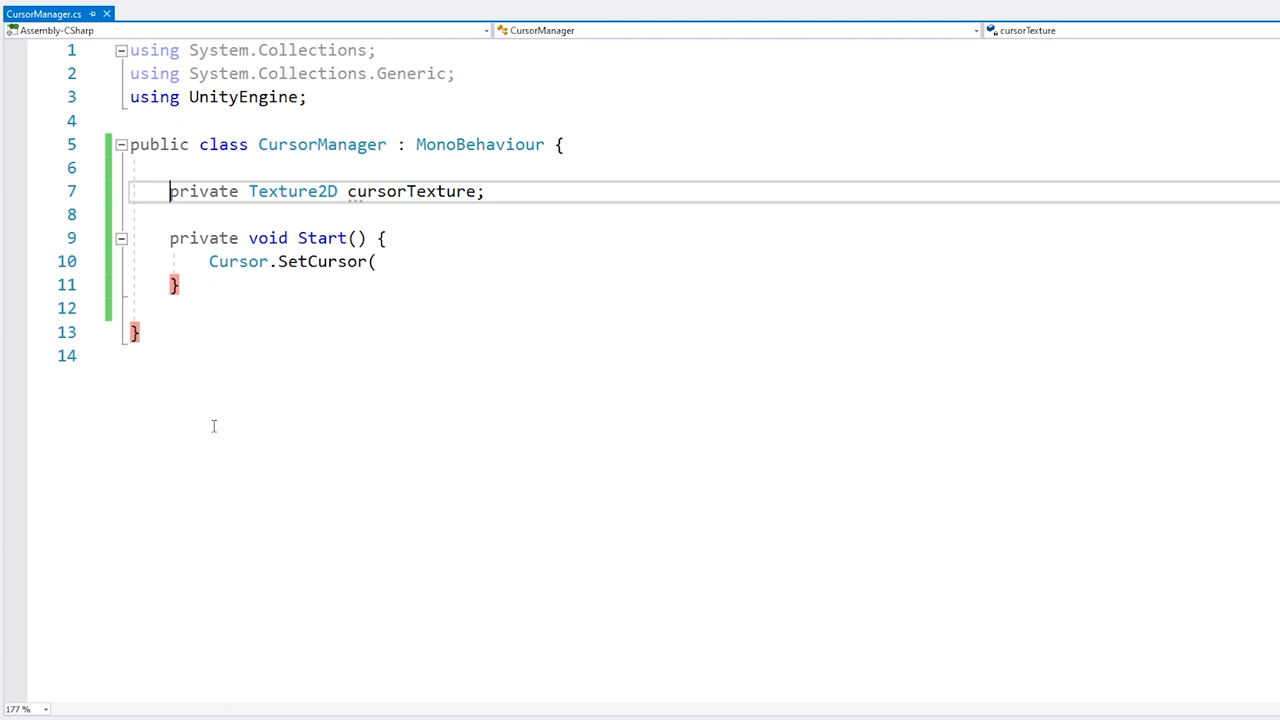 CursorManager.cs
Assembly-CSharp CursorManager cursorTexture
1 using System.Collections;
2 using System.Collections.Generic;
3 using UnityEngine;
4
5 public class CursorManager : MonoBehaviour {
6
7 private Texture2D cursorTexture;
8
9 private void Start() {
10 Cursor.SetCursor(
11 }
12
13 }
14
177 %